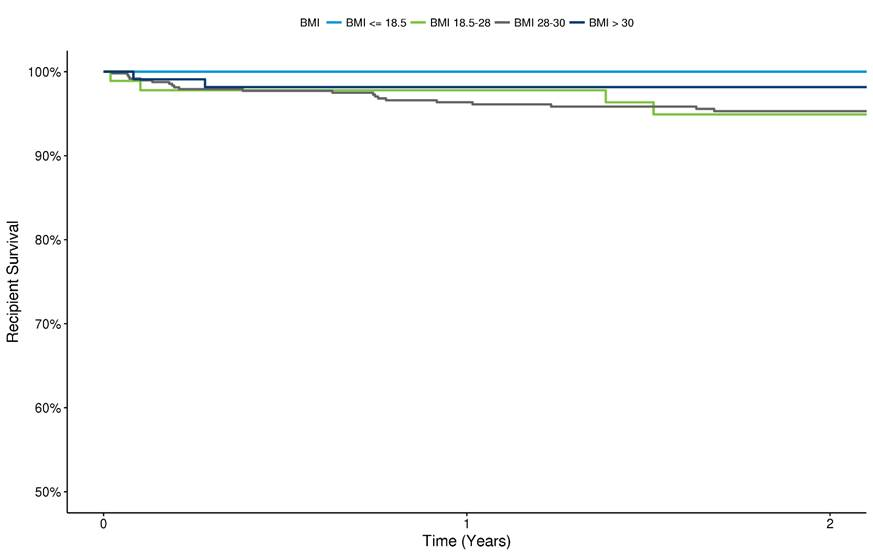 BMI BMI <= 18.5 BMI 18.5-28 BMI 28-30 BMI > 30
100%
90%
80%
70%
60%
50%
Recipient Survival
0 1 2
Time (Years)